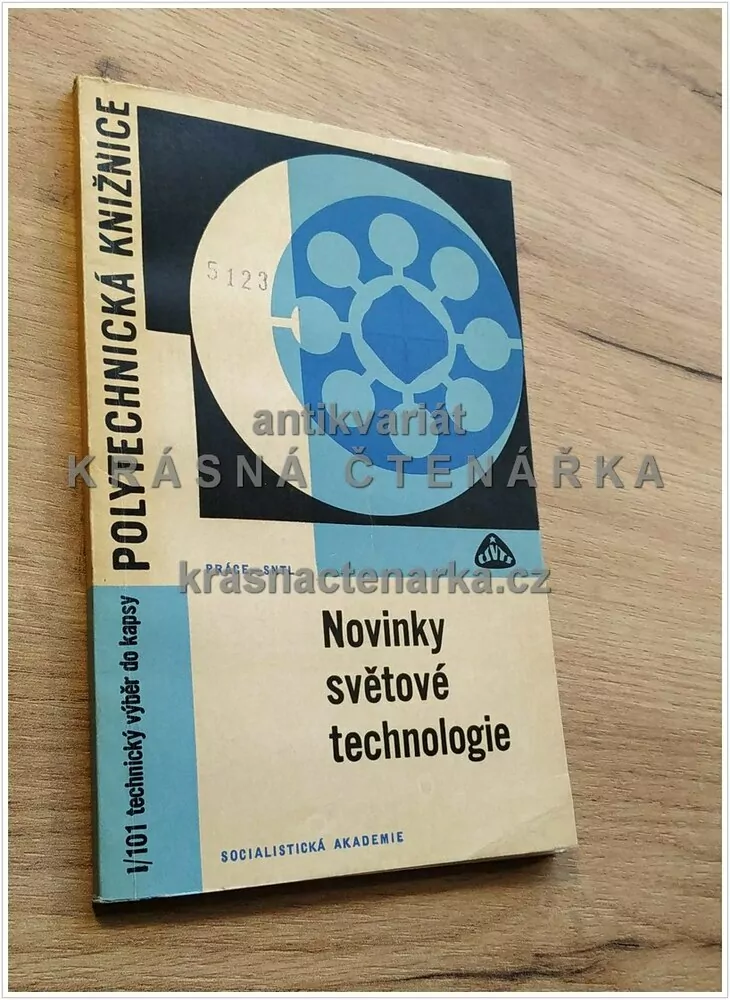 POLYTECHNICKÁ KNIŽNICE
I/101 technický výběr do kapsy
5123
antikvariát
KRÁSNÁ ČTENÁŘKA
PRÁCE - SNTL
ČSVTS
krasnactenarka.cz
Novinky
světové
technologie
SOCIALISTICKÁ AKADEMIE